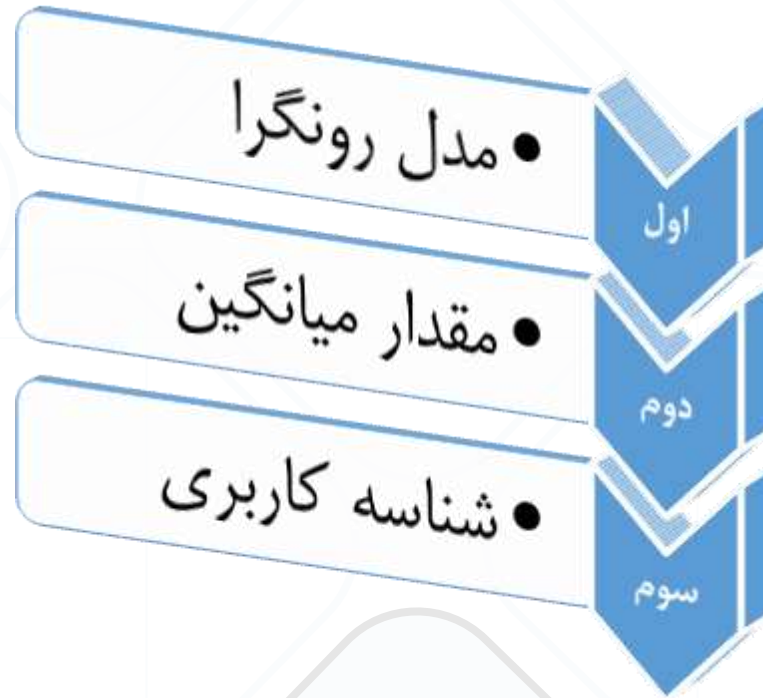 اول
• مدل رونگرا
دوم
• مقدار میانگین
سوم
• شناسه کاربری